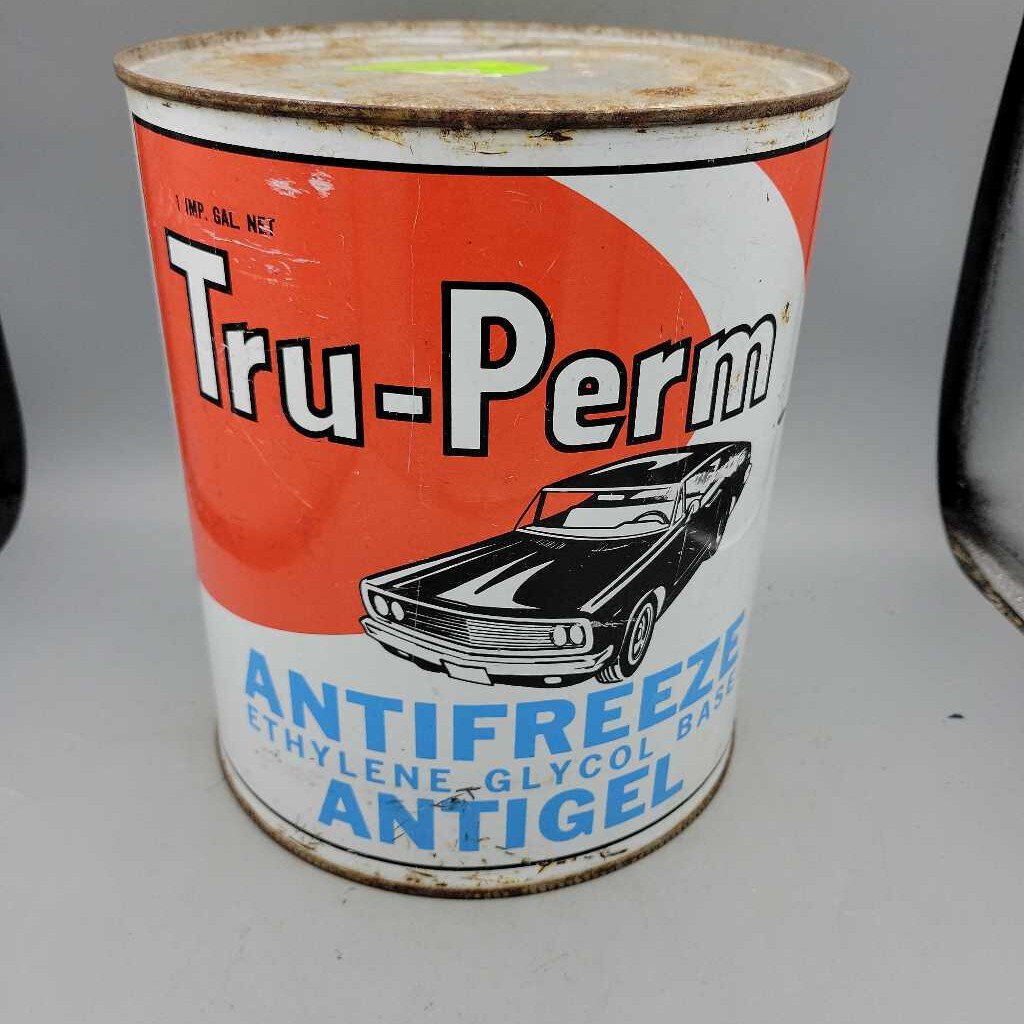 1 IMP. GAL. NET
Tru-Perm
ANTIFREEZE
ETHYLENE GLYCOL BASE
ANTIGEL